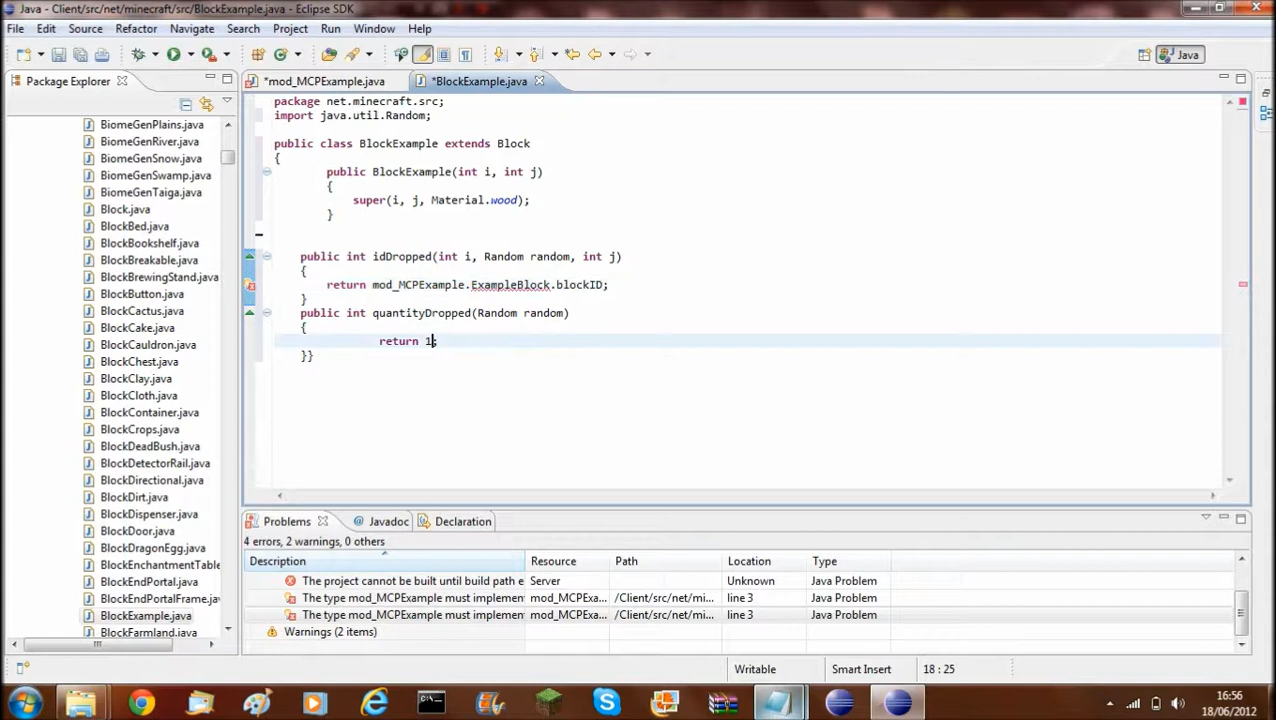 Java - Client/src/net/minecraft/src/BlockExample.java - Eclipse SDK
File Edit Source Refactor Navigate Search Project Run Window Help
Java
Package Explorer
*mod_MCPExample.java
*BlockExample.java
BiomeGenPlains.java
BiomeGenRiver.java
BiomeGenSnow.java
BiomeGenSwamp.java
BiomeGenTaiga.java
Block.java
BlockBed.java
BlockBookshelf.java
BlockBreakable.java
BlockBrewingStand.java
BlockButton.java
BlockCactus.java
BlockCake.java
BlockCauldron.java
BlockChest.java
BlockClay.java
BlockCloth.java
BlockContainer.java
BlockCrops.java
BlockDeadBush.java
BlockDetectorRail.java
BlockDirectional.java
BlockDirt.java
BlockDispenser.java
BlockDoor.java
BlockDragonEgg.java
BlockEnchantmentTable
BlockEndPortal.java
BlockEndPortalFrame.jav
BlockExample.java
BlockFarmland.java
package net.minecraft.src;
import java.util.Random;
public class BlockExample extends Block
{
public BlockExample(int i, int j)
{
super(i, j, Material.wood);
}
public int idDropped(int i, Random random, int j)
{
return mod_MCPExample.ExampleBlock.blockID;
}
public int quantityDropped(Random random)
{
return 1;
}}
Problems @ Javadoc Declaration
4 errors, 2 warnings, 0 others
Description Resource Path Location Type
The project cannot be built until build path e Server Unknown Java Problem
The type mod_MCPExample must implemen mod_MCPExa... /Client/src/net/mi... line 3 Java Problem
The type mod_MCPExample must implemen mod_MCPExa... /Client/src/net/mi... line 3 Java Problem
Warnings (2 items)
Writable Smart Insert 18 : 25
16:56
18/06/2012